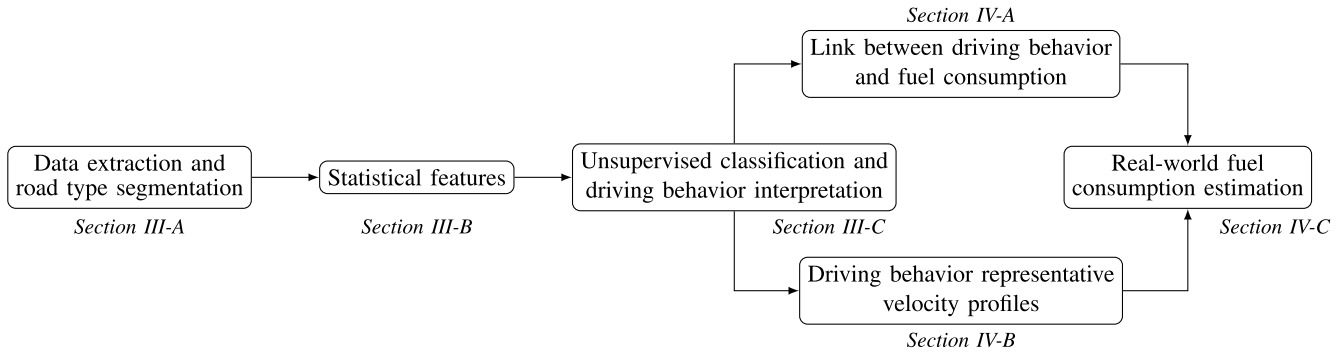 Data extraction and
road type segmentation
Section III-A
Statistical features
Section III-B
Unsupervised classification and
driving behavior interpretation
Section III-C
Section IV-A
Link between driving behavior
and fuel consumption
Driving behavior representative
velocity profiles
Section IV-B
Real-world fuel
consumption estimation
Section IV-C